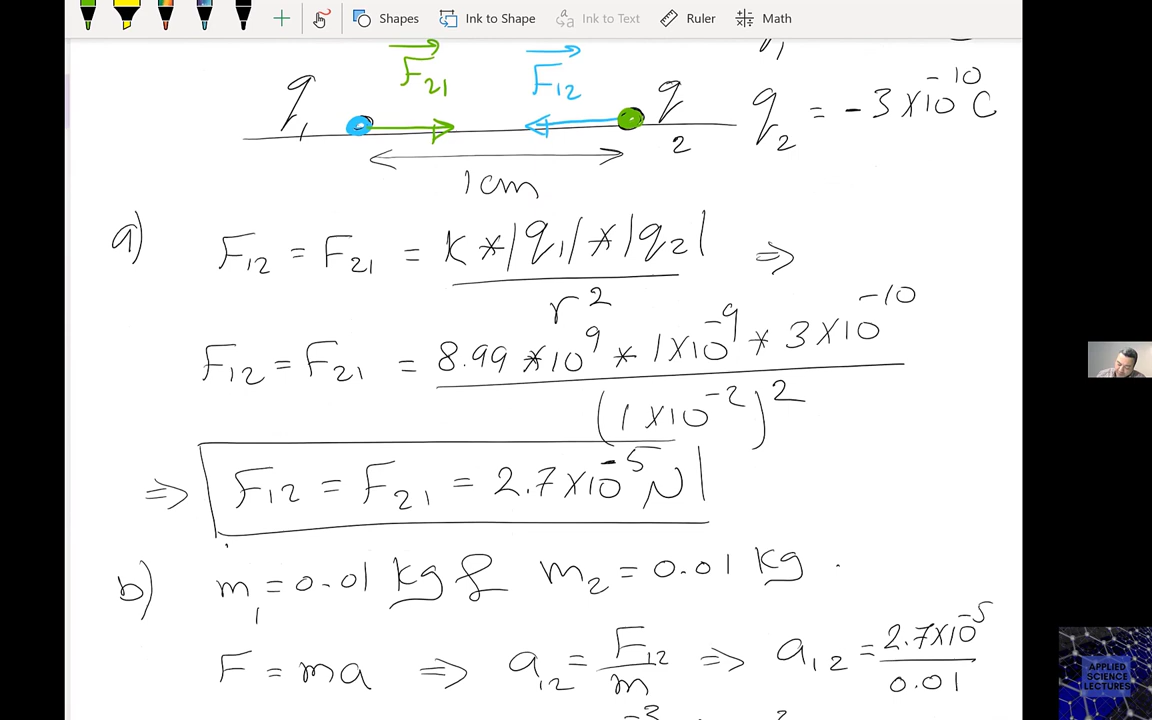 Shapes Ink to Shape Ink to Text Ruler Math
F₂₁ F₁₂
q₁ q₂ q₂ = -3×10⁻¹⁰ C
1cm
a) F₁₂ = F₂₁ = K*|q₁|*|q₂| / r² ⇒
F₁₂ = F₂₁ = 8.99*10⁹ * 1×10⁻⁹ * 3×10⁻¹⁰ / (1×10⁻²)²
⇒ F₁₂ = F₂₁ = 2.7×10⁻⁵ N
b) m₁ = 0.01 kg & m₂ = 0.01 kg .
F = ma ⇒ a₁₂ = F₁₂ / m ⇒ a₁₂ = 2.7×10⁻⁵ / 0.01
APPLIED
SCIENCE
LECTURES